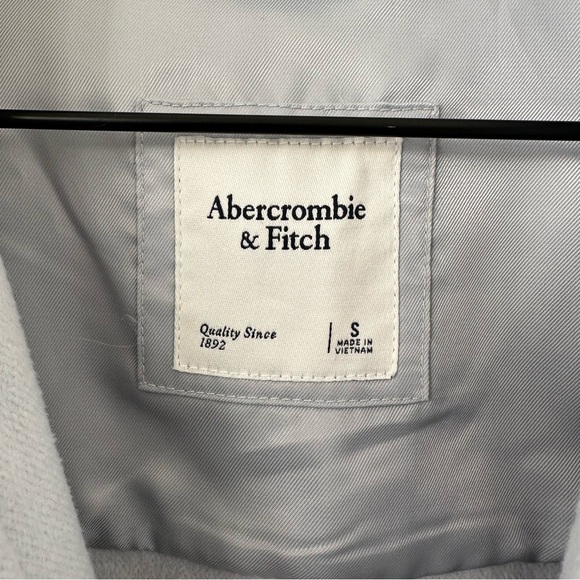 Abercrombie
& Fitch
Quality Since
1892
S
MADE IN
VIETNAM